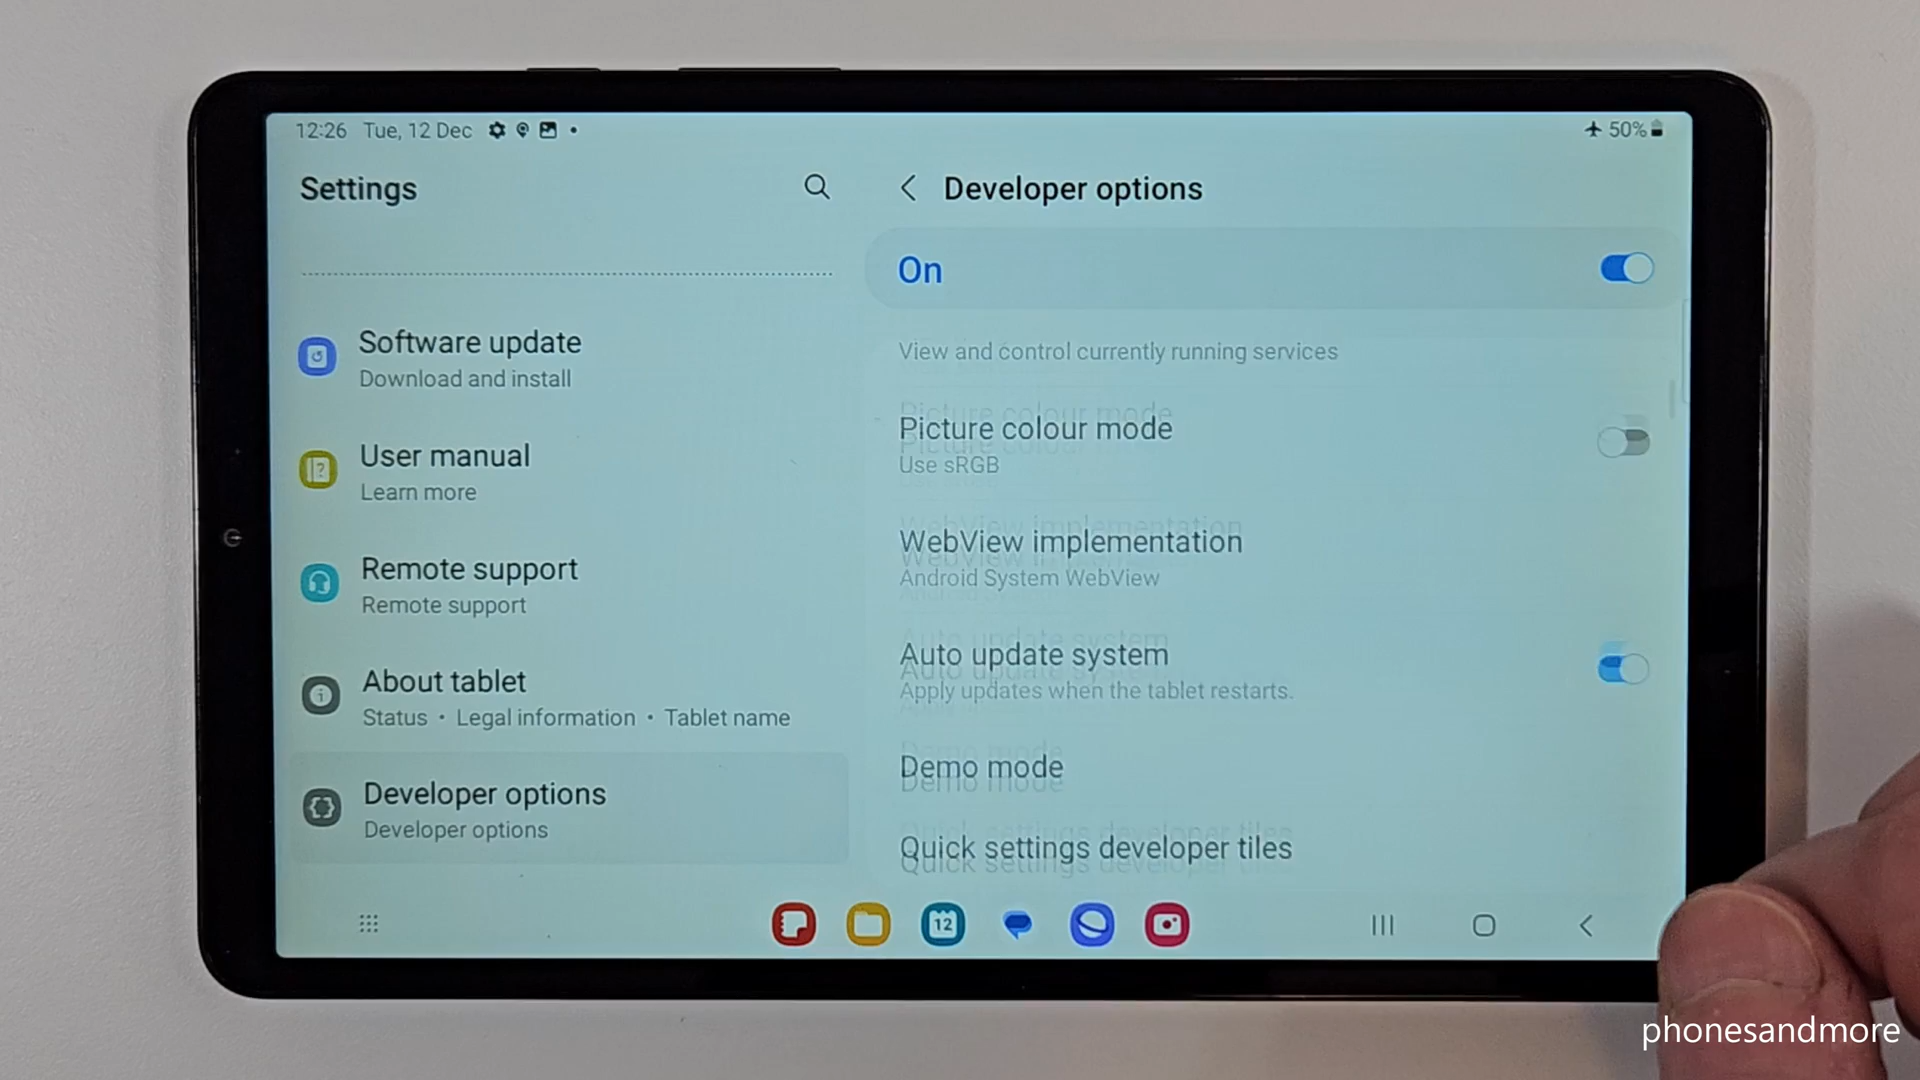 12:26 Tue, 12 Dec
50%
Settings
Software update
Download and install
User manual
Learn more
Remote support
Remote support
About tablet
Status • Legal information • Tablet name
Developer options
Developer options
Developer options
On
View and control currently running services
Picture colour mode
Use sRGB
WebView implementation
Android System WebView
Auto update system
Apply updates when the tablet restarts.
Demo mode
Quick settings developer tiles
12
phonesandmore